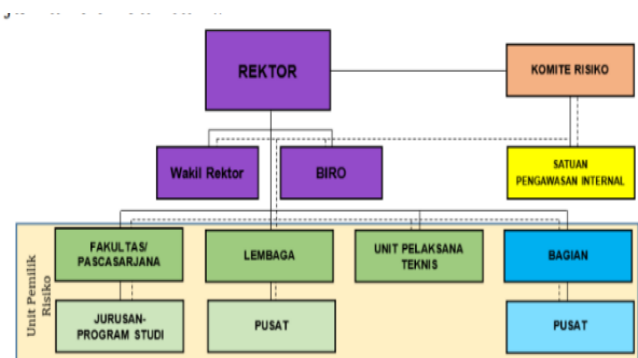 REKTOR
KOMITE RISIKO
Wakil Rektor
BIRO
SATUAN
PENGAWASAN INTERNAL
Unit Pemilik
Risiko
FAKULTAS/
PASCASARJANA
LEMBAGA
UNIT PELAKSANA
TEKNIS
BAGIAN
JURUSAN-
PROGRAM STUDI
PUSAT
PUSAT